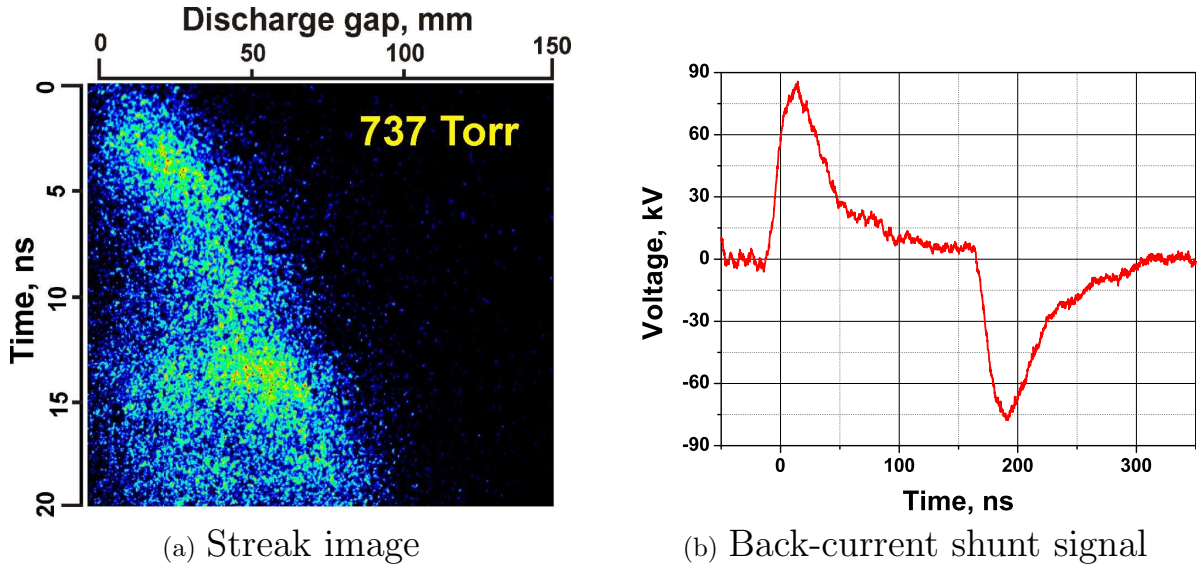 Discharge gap, mm
0 50 100 150
737 Torr
0
5
10
15
20
Time, ns
(a) Streak image
90
60
30
0
-30
-60
-90
Voltage, kV
0 100 200 300
Time, ns
(b) Back-current shunt signal